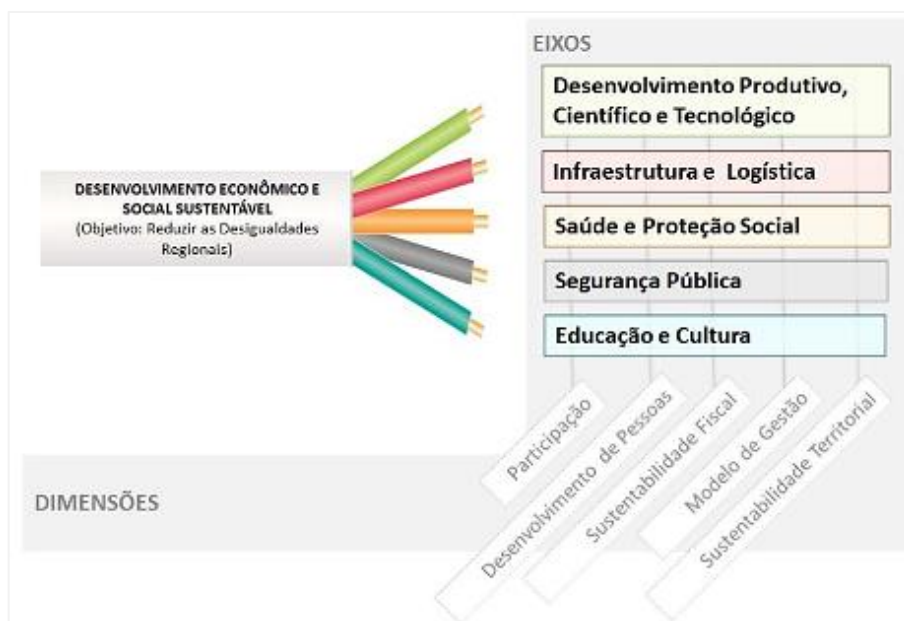 EIXOS
Desenvolvimento Produtivo,
Científico e Tecnológico
Infraestrutura e Logística
Saúde e Proteção Social
Segurança Pública
Educação e Cultura
DESENVOLVIMENTO ECONÔMICO E
SOCIAL SUSTENTÁVEL
(Objetivo: Reduzir as Desigualdades
Regionais)
DIMENSÕES
Participação
Desenvolvimento de Pessoas
Sustentabilidade Fiscal
Modelo de Gestão
Sustentabilidade Territorial